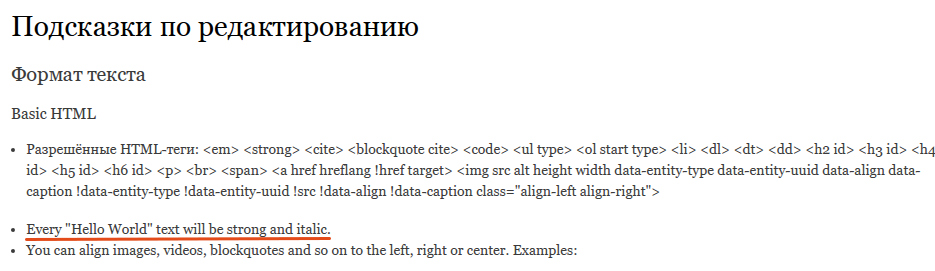 Подсказки по редактированию
Формат текста
Basic HTML
• Разрешённые HTML-теги: <em> <strong> <cite> <blockquote cite> <code> <ul type> <ol start type> <li> <dl> <dt> <dd> <h2 id> <h3 id> <h4
id> <h5 id> <h6 id> <p> <br> <span> <a href hreflang !href target> <img src alt height width data-entity-type data-entity-uuid data-align data-
caption !data-entity-type !data-entity-uuid !src !data-align !data-caption class="align-left align-right">
• Every "Hello World" text will be strong and italic.
• You can align images, videos, blockquotes and so on to the left, right or center. Examples: